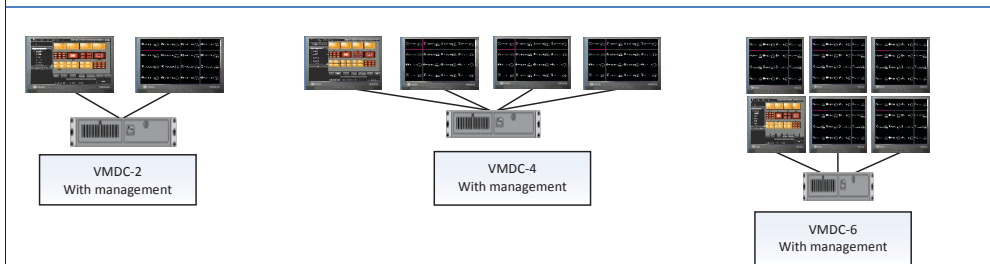 VMDC-2
With management
VMDC-4
With management
VMDC-6
With management